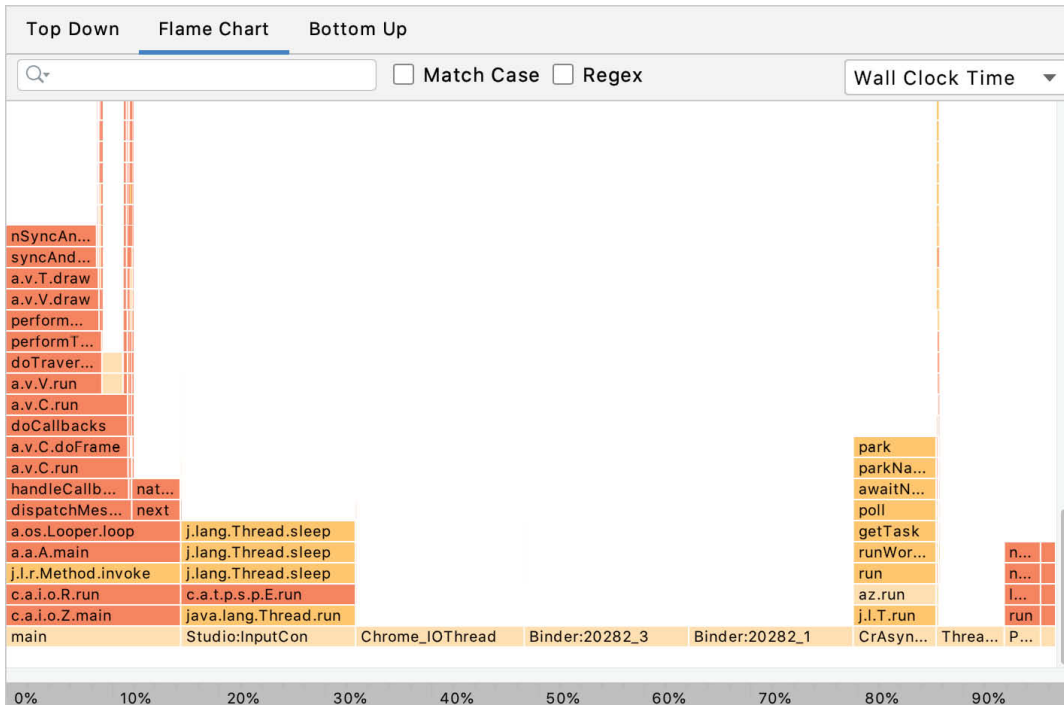 Top Down Flame Chart Bottom Up
Match Case Regex Wall Clock Time
nSyncAn...
syncAnd...
a.v.T.draw
a.v.V.draw
perform...
performT...
doTraver...
a.v.V.run
a.v.C.run
doCallbacks
a.v.C.doFrame park
a.v.C.run parkNa...
handleCallb... nat... awaitN...
dispatchMes... next poll
a.os.Looper.loop j.lang.Thread.sleep getTask
a.a.A.main j.lang.Thread.sleep runWor... n...
j.l.r.Method.invoke j.lang.Thread.sleep run n...
c.a.i.o.R.run c.a.t.p.s.p.E.run az.run l...
c.a.i.o.Z.main java.lang.Thread.run j.l.T.run run
main Studio:InputCon Chrome_IOThread Binder:20282_3 Binder:20282_1 CrAsyn... Threa... P...
0% 10% 20% 30% 40% 50% 60% 70% 80% 90%